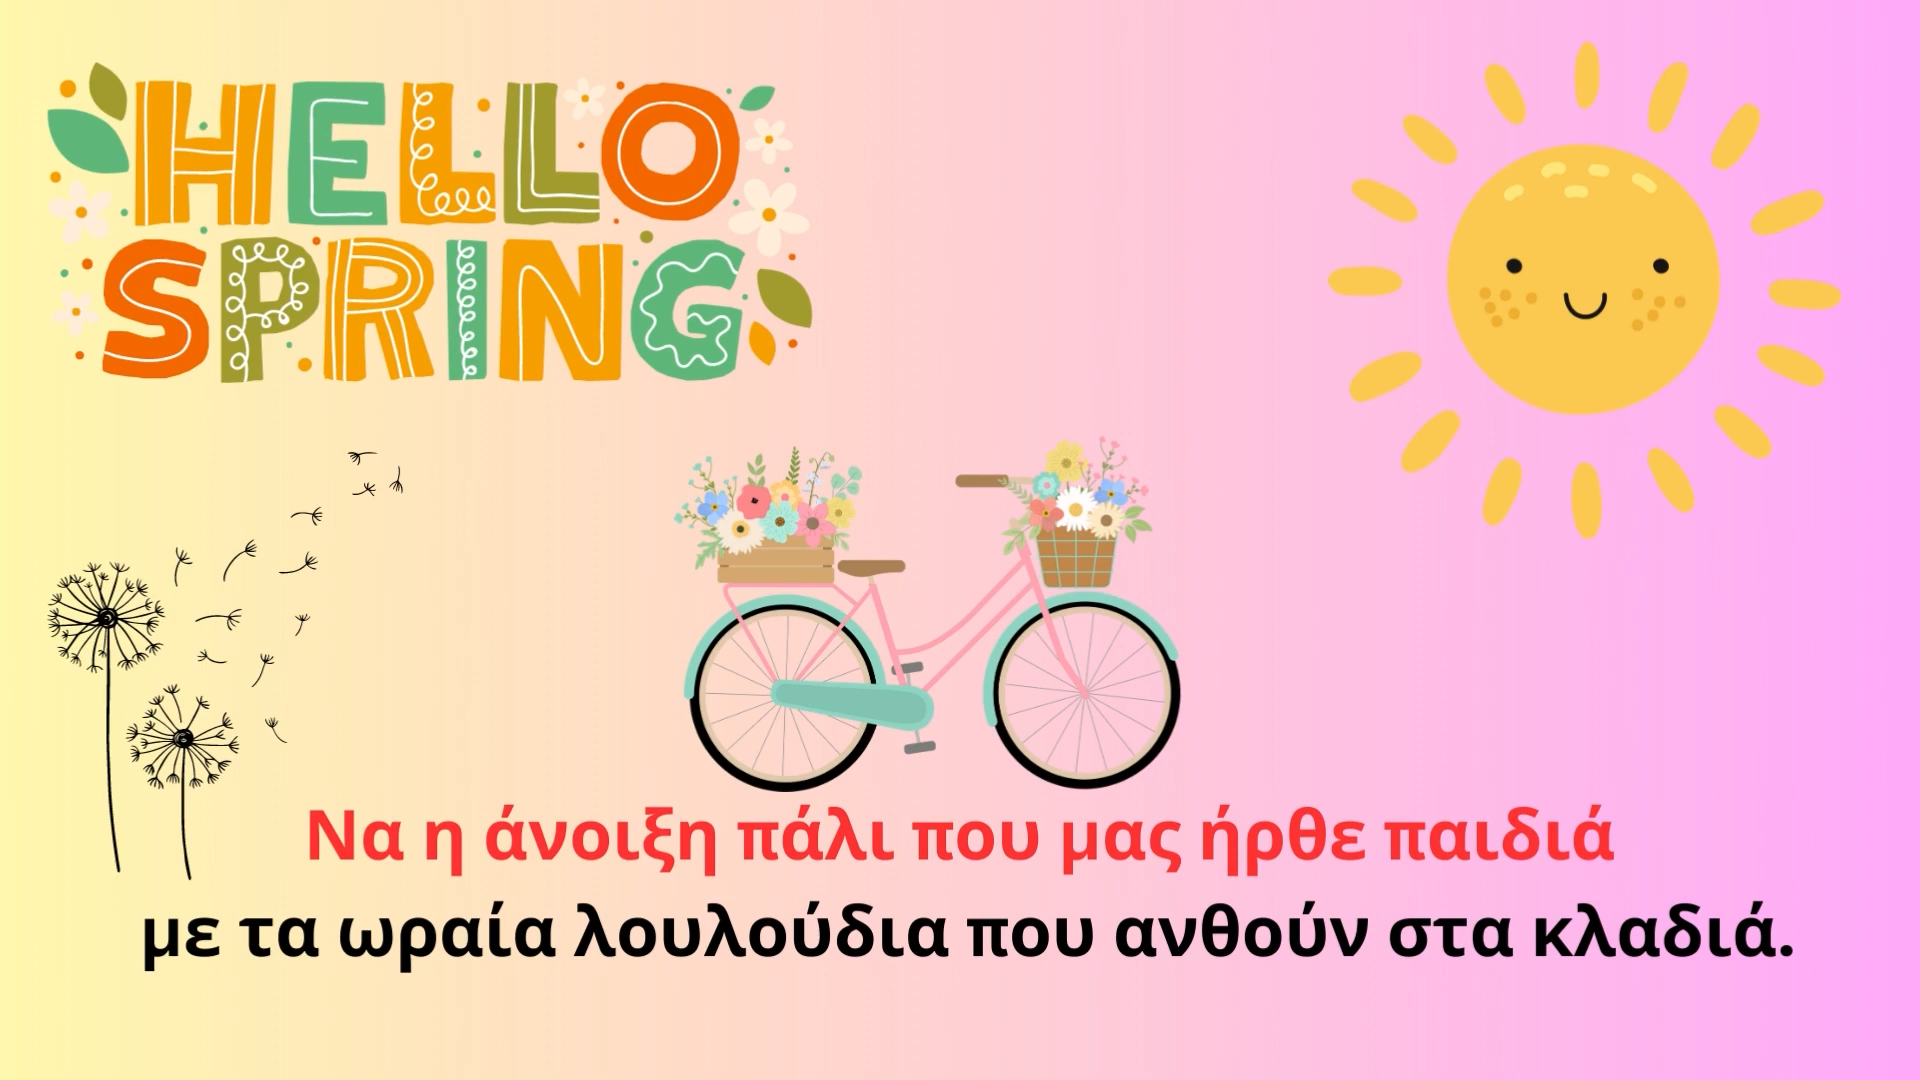 HELLO
SPRING
Να η άνοιξη πάλι που μας ήρθε παιδιά
με τα ωραία λουλούδια που ανθούν στα κλαδιά.